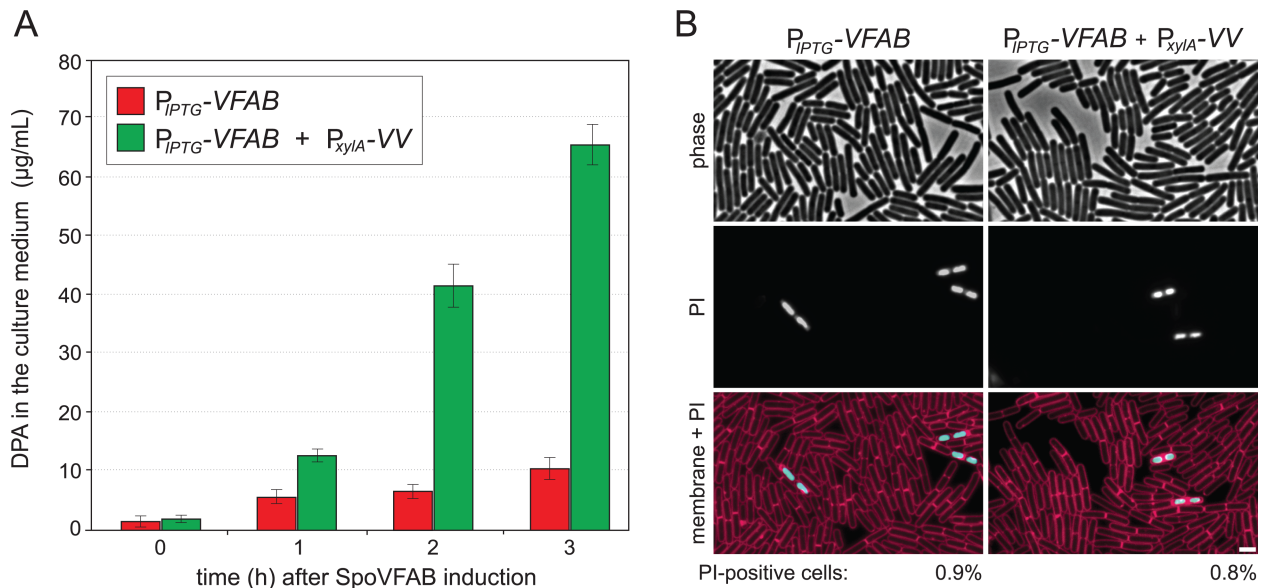 A
DPA in the culture medium (µg/mL)
80
70
60
50
40
30
20
10
0
P_IPTG-VFAB
P_IPTG-VFAB + P_xylA-VV
0 1 2 3
time (h) after SpoVFAB induction
B
P_IPTG-VFAB P_IPTG-VFAB + P_xylA-VV
phase
PI
membrane + PI
PI-positive cells: 0.9% 0.8%